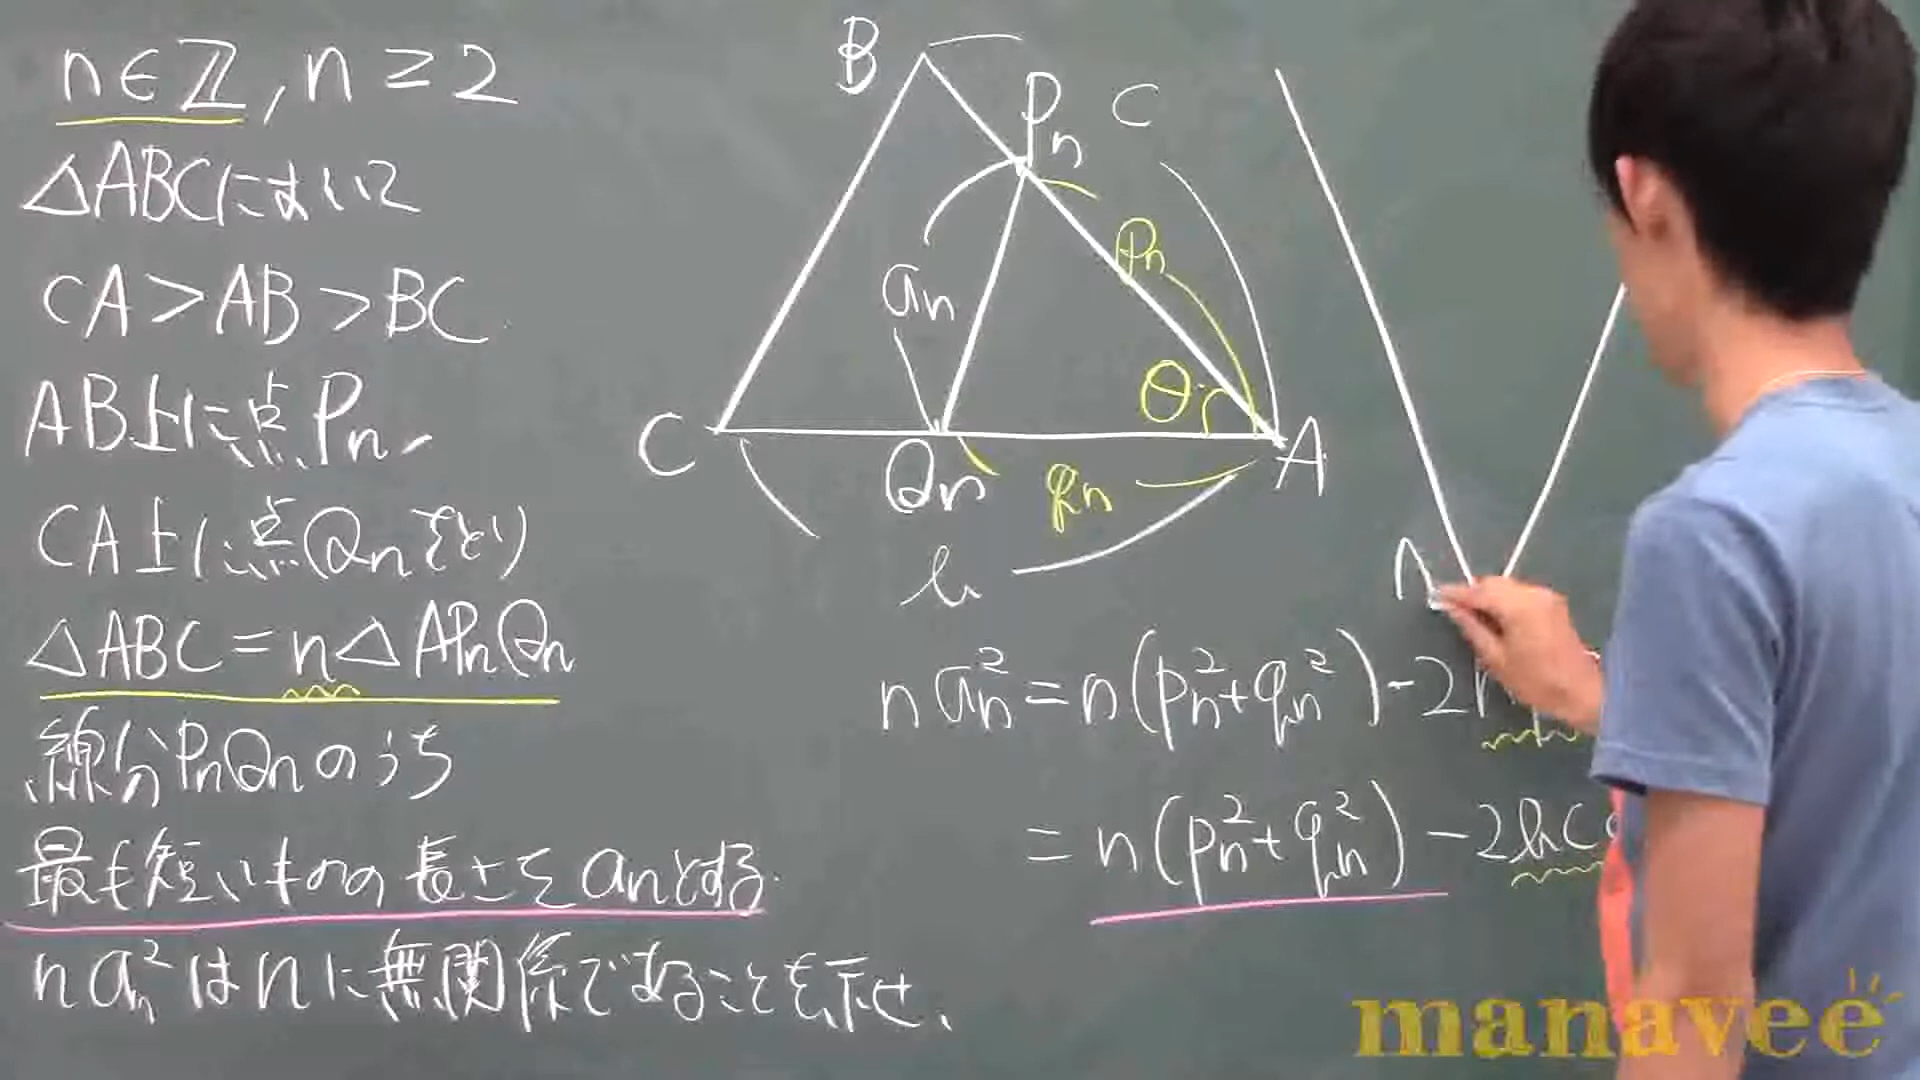 n∈ℤ, n≧2
△ABCにおいて
CA>AB>BC
AB上に点Pn、
CA上に点Qnをとり
△ABC=n△APnQn
線分PnQnのうち
最も短いものの長さをanとする.
n an²はnに無関係であることを示せ、
B
Pn
C
an
pn
θ
C
Qn
qn
A
b
n an²=n(pn²+qn²)-2n
=n(pn²+qn²)-2bc
manavee